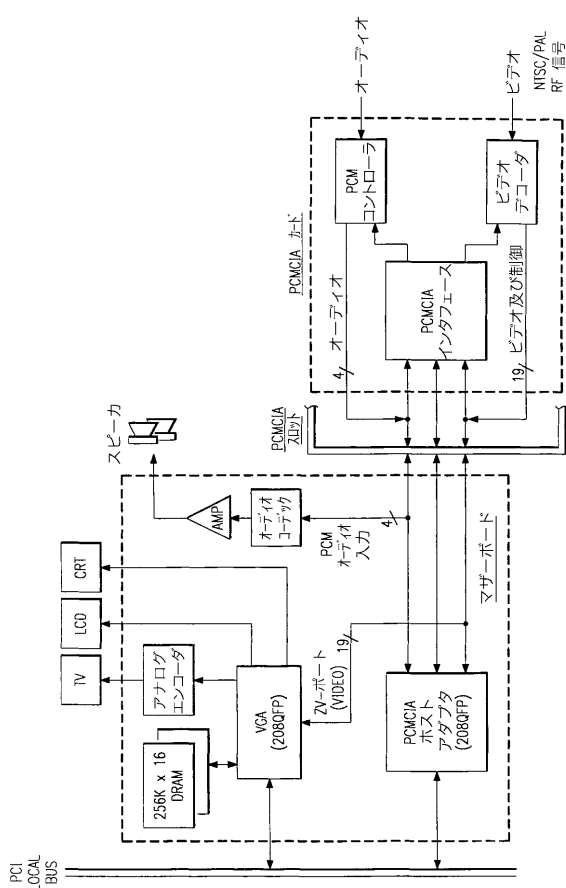 PCI
LOCAL
BUS
TV
LCD
CRT
スピーカ
アナログ
エンコーダ
256K x 16
DRAM
VGA
(208QFP)
AMP
オーディオ
コーデック
PCM
オーディオ
入力
4
ZV-ポート
(VIDEO)
19
PCMCIA
ホスト
アダプタ
(208QFP)
マザーボード
PCMCIA
スロット
PCMCIA カード
4
オーディオ
PCMCIA
インタフェース
19
ビデオ及び制御
PCM
コントローラ
ビデオ
デコーダ
オーディオ
ビデオ
NTSC/PAL
RF 信号